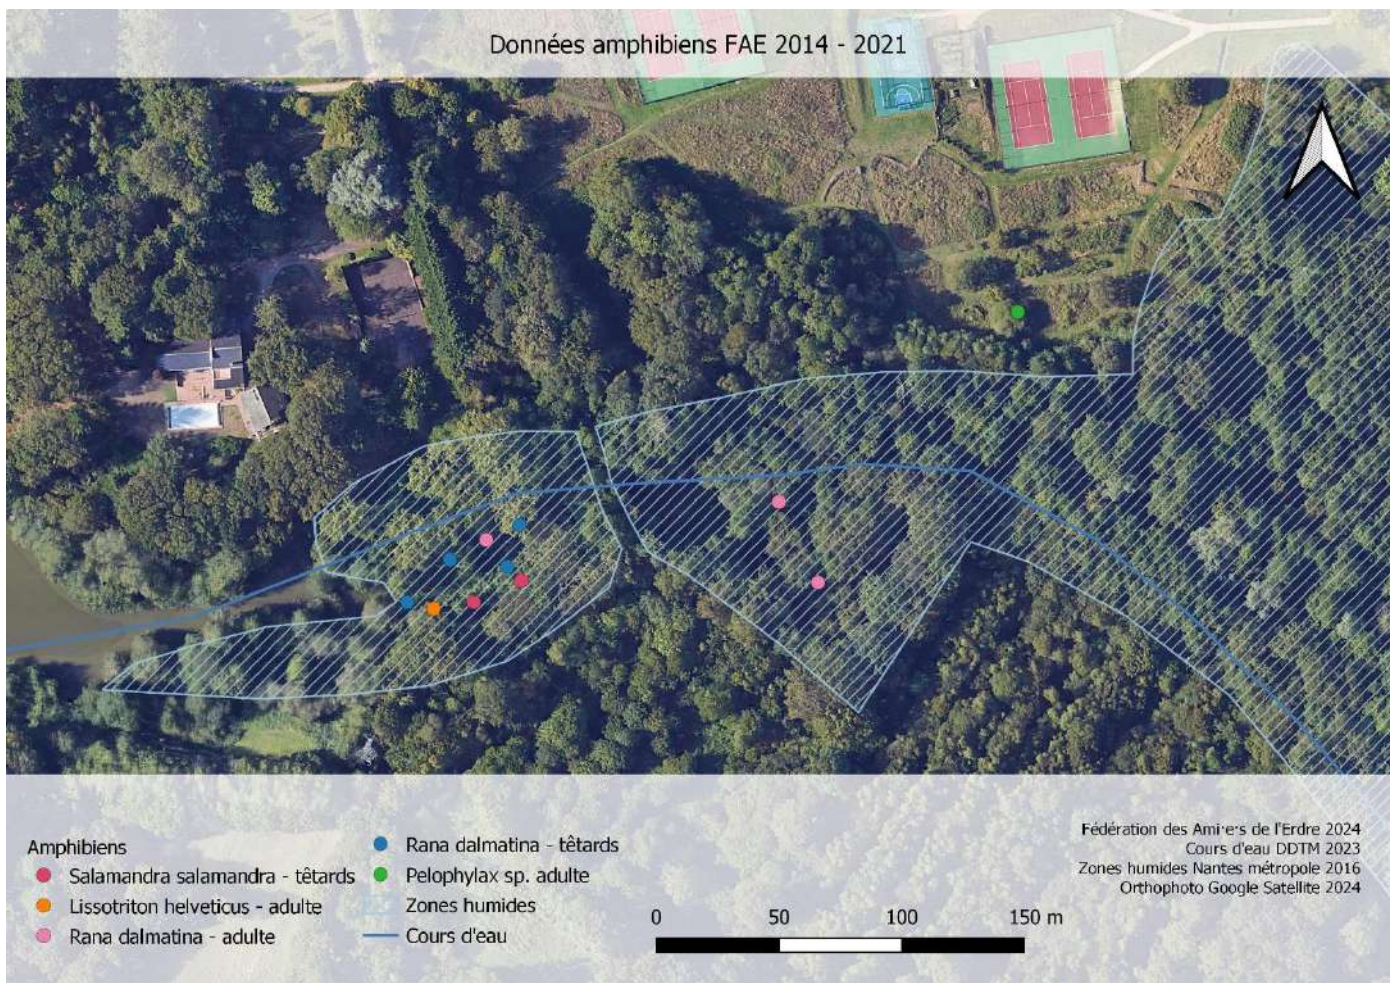 Données amphibiens FAE 2014 - 2021
Amphibiens
Salamandra salamandra - têtards
Lissotriton helveticus - adulte
Rana dalmatina - adulte
Rana dalmatina - têtards
Pelophylax sp. adulte
Zones humides
Cours d'eau
0 50 100 150 m
Fédération des Amiers de l'Erdre 2024
Cours d'eau DDTM 2023
Zones humides Nantes métropole 2016
Orthophoto Google Satellite 2024